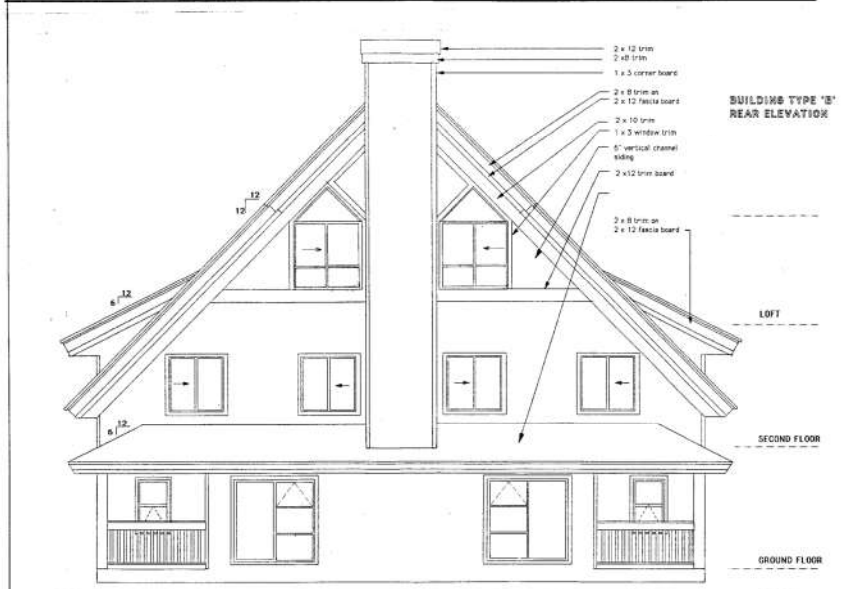 2 x 12 trim
2 x8 trim
1 x 3 corner board
2 x 8 trim on
2 x 12 fascia board
BUILDING TYPE "B"
REAR ELEVATION
2 x 10 trim
1 x 3 window trim
6" vertical channel
siding
2 x12 trim board
12
12
2 x 8 trim on
2 x 12 fascia board
12
6
LOFT
12
6
SECOND FLOOR
GROUND FLOOR